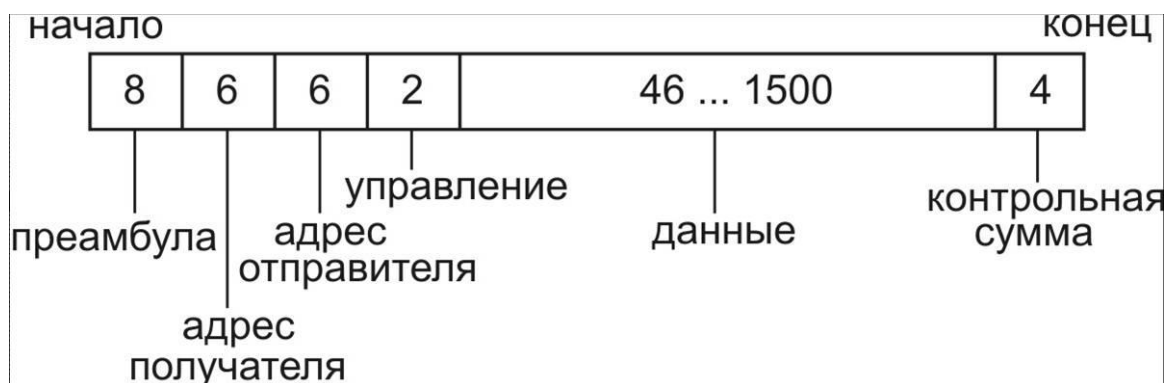 начало
конец
8 6 6 2 46 ... 1500 4
преамбула
адрес
получателя
адрес
отправителя
управление
данные
контрольная
сумма